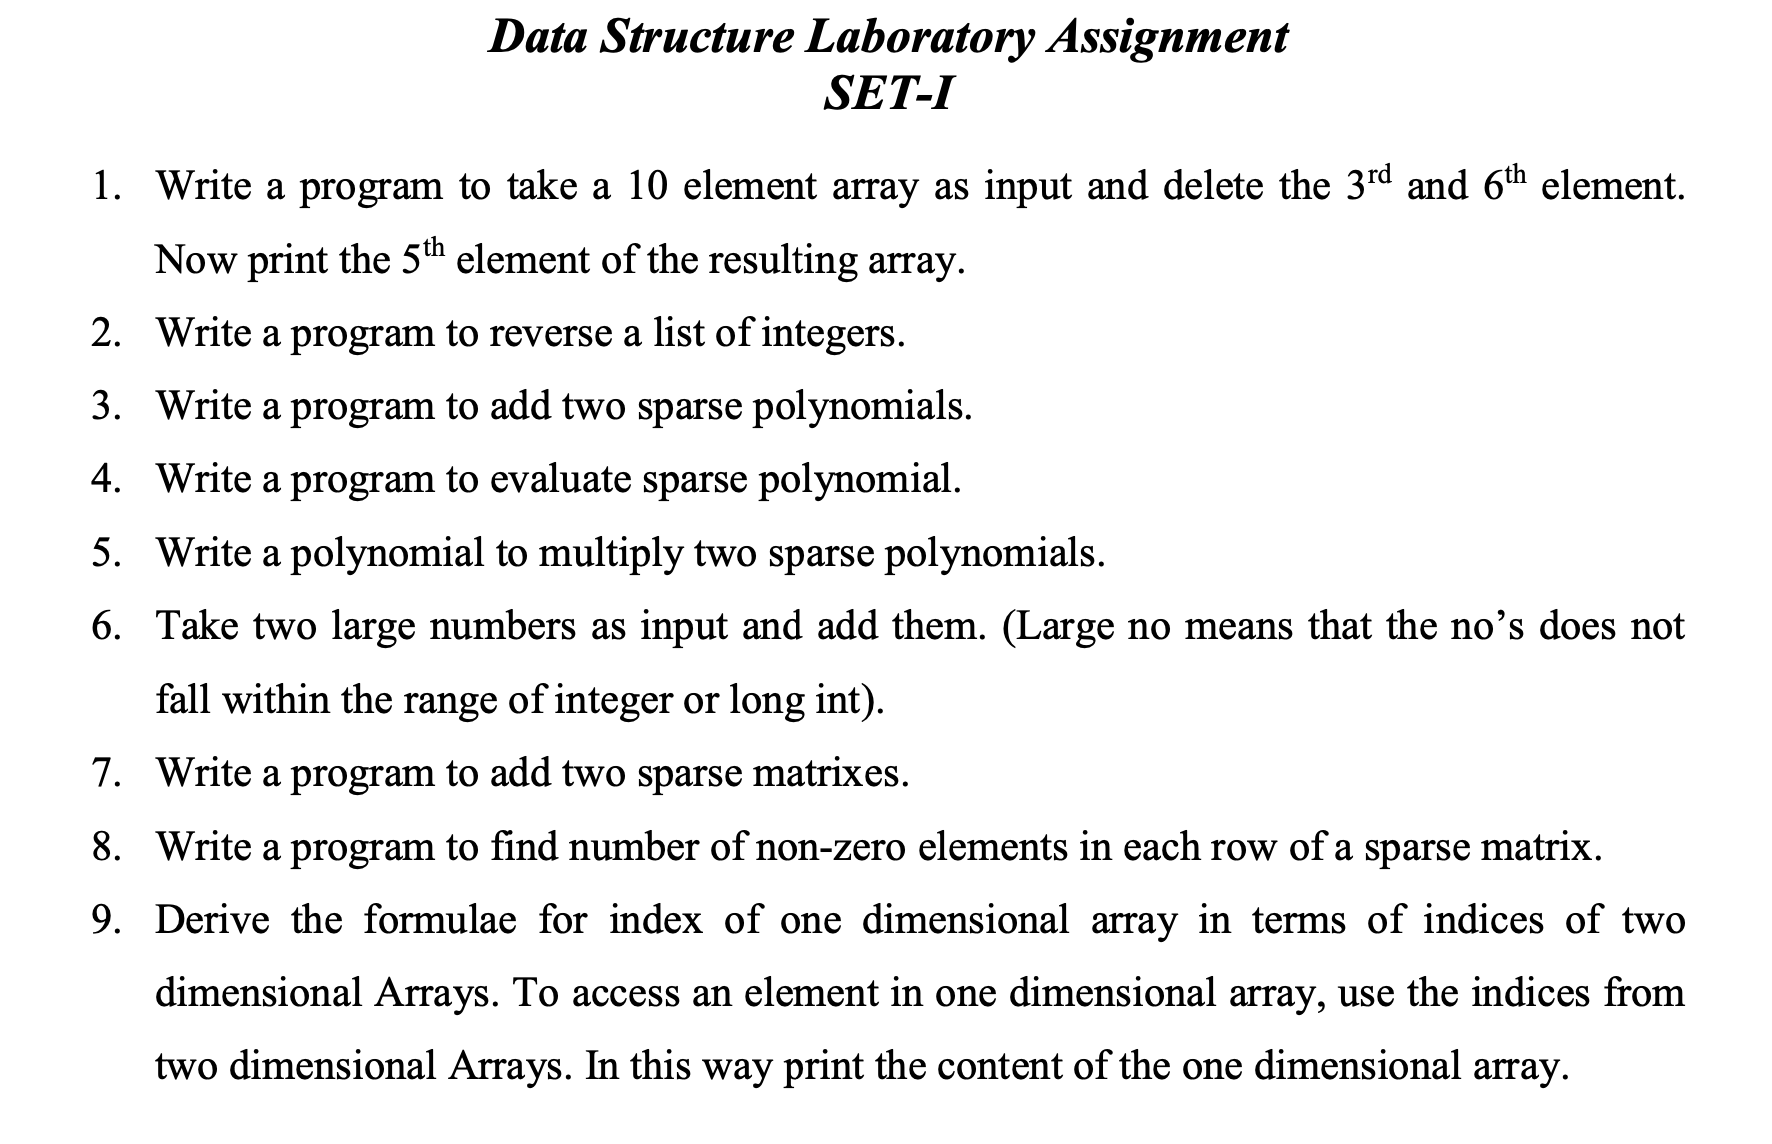 Data Structure Laboratory Assignment
SET-I
1. Write a program to take a 10 element array as input and delete the 3rd and 6th element.
Now print the 5th element of the resulting array.
2. Write a program to reverse a list of integers.
3. Write a program to add two sparse polynomials.
4. Write a program to evaluate sparse polynomial.
5. Write a polynomial to multiply two sparse polynomials.
6. Take two large numbers as input and add them. (Large no means that the no’s does not
fall within the range of integer or long int).
7. Write a program to add two sparse matrixes.
8. Write a program to find number of non-zero elements in each row of a sparse matrix.
9. Derive the formulae for index of one dimensional array in terms of indices of two
dimensional Arrays. To access an element in one dimensional array, use the indices from
two dimensional Arrays. In this way print the content of the one dimensional array.